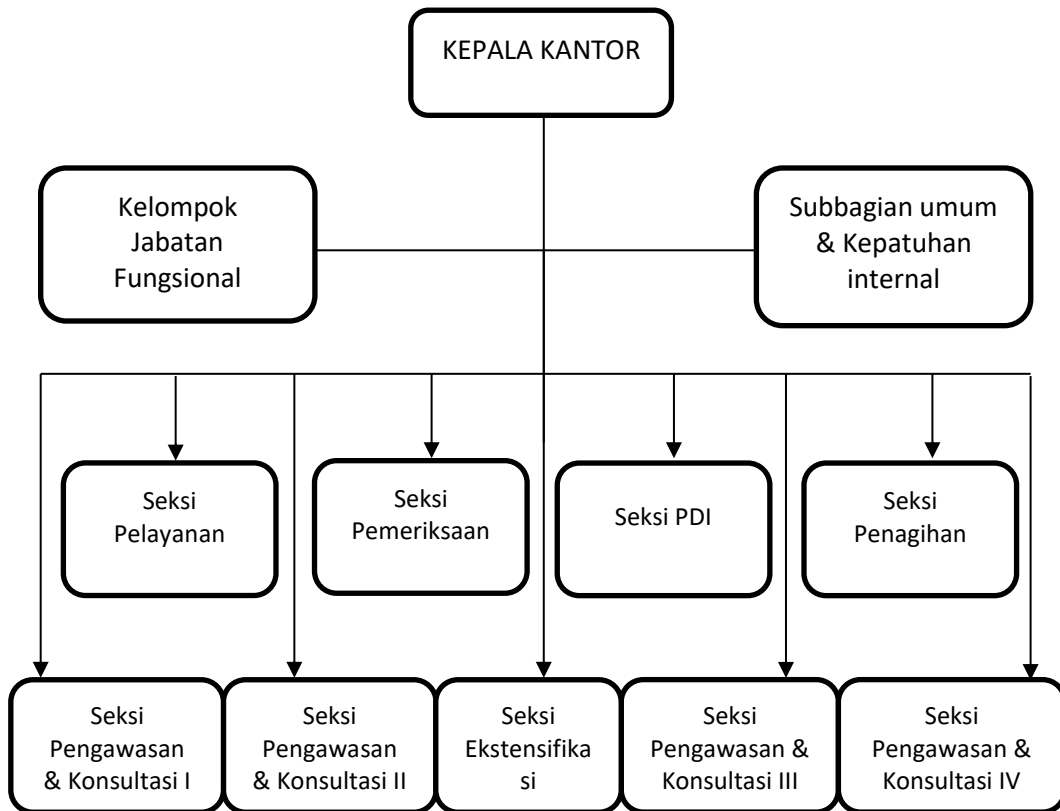 KEPALA KANTOR
Kelompok
Jabatan
Fungsional
Subbagian umum
& Kepatuhan
internal
Seksi
Pelayanan
Seksi
Pemeriksaan
Seksi PDI
Seksi
Penagihan
Seksi
Pengawasan
& Konsultasi I
Seksi
Pengawasan
& Konsultasi II
Seksi
Ekstensifika
si
Seksi
Pengawasan &
Konsultasi III
Seksi
Pengawasan &
Konsultasi IV